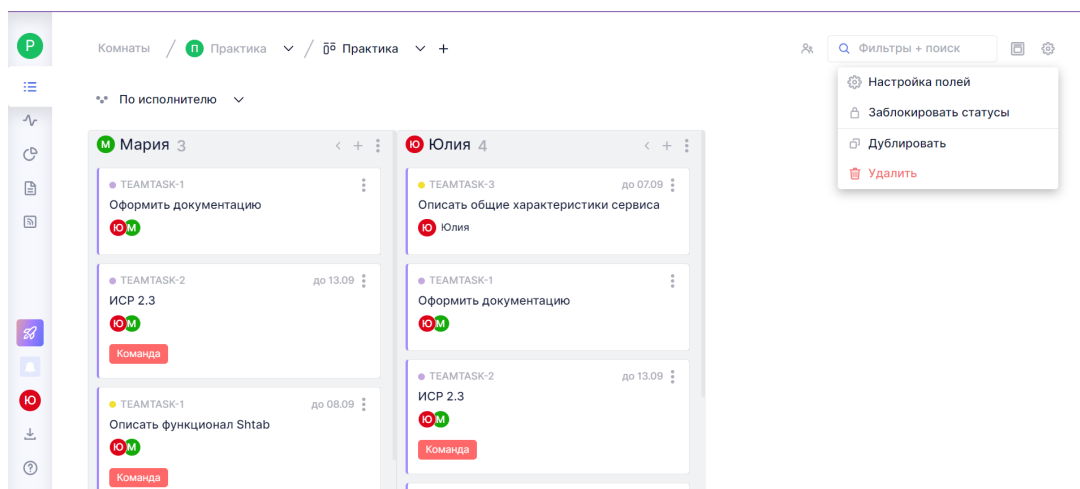 Р
Комнаты / П Практика / Практика +
Фильтры + поиск
Настройка полей
Заблокировать статусы
Дублировать
Удалить
По исполнителю
М Мария 3
TEAMTASK-1
Оформить документацию
Ю М
TEAMTASK-2 до 13.09
ИСР 2.3
Ю М
Команда
TEAMTASK-1 до 08.09
Описать функционал Shtab
Ю М
Команда
Ю Юлия 4
TEAMTASK-3 до 07.09
Описать общие характеристики сервиса
Ю Юлия
TEAMTASK-1
Оформить документацию
Ю М
TEAMTASK-2 до 13.09
ИСР 2.3
Ю М
Команда
Ю